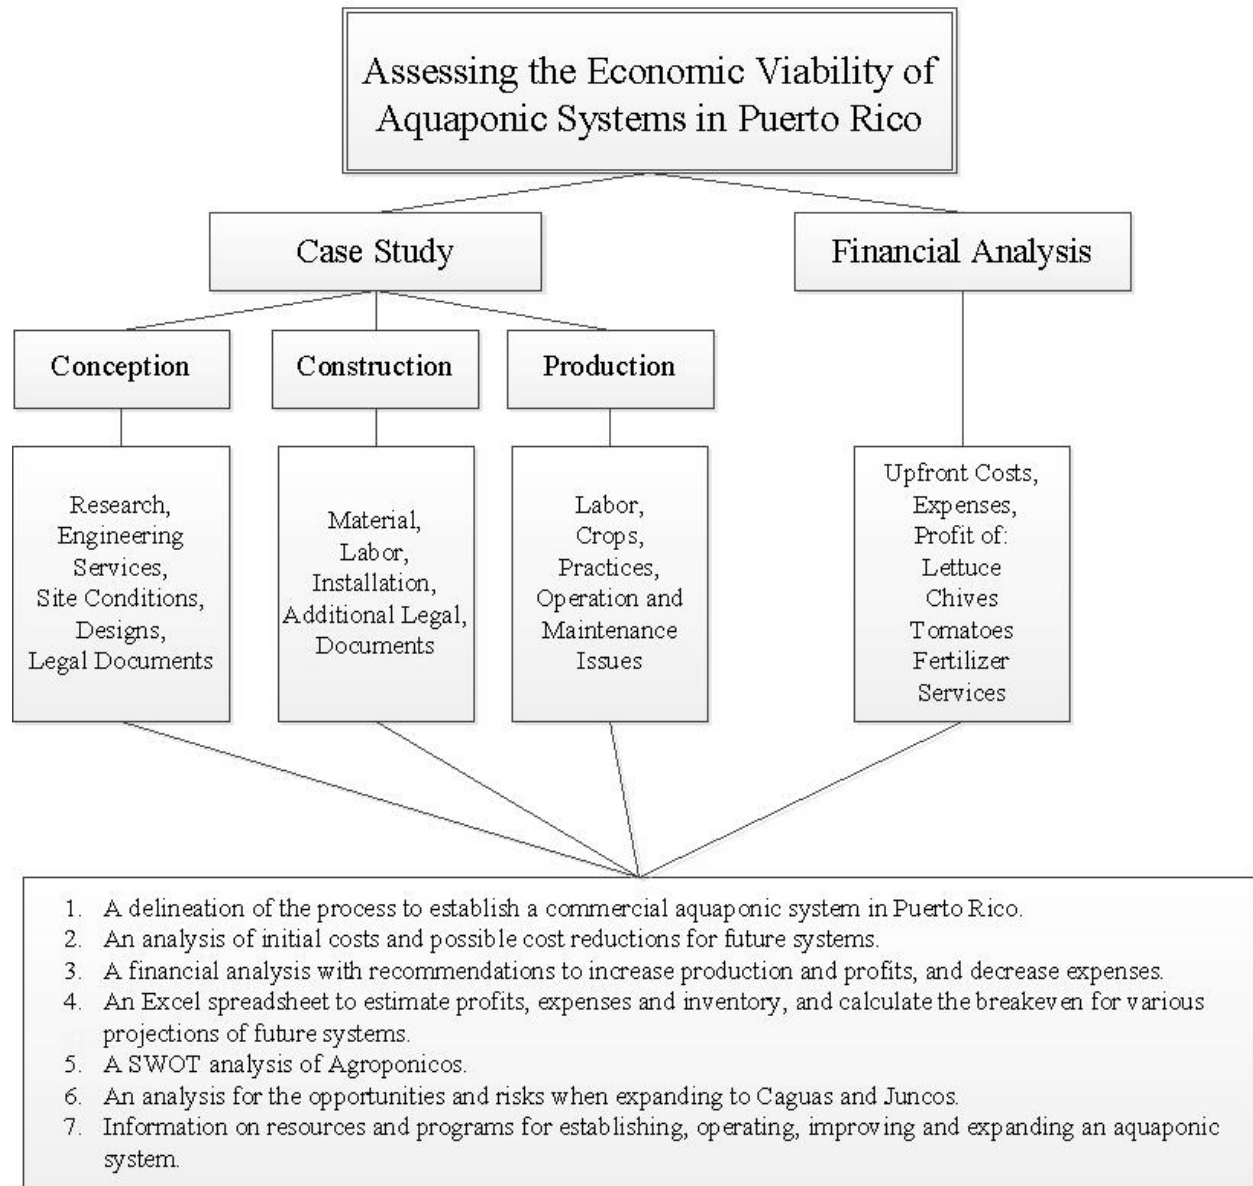 Assessing the Economic Viability of
Aquaponic Systems in Puerto Rico
Case Study
Financial Analysis
Conception
Construction
Production
Research,
Engineering
Services,
Site Conditions,
Designs,
Legal Documents
Material,
Labor,
Installation,
Additional Legal,
Documents
Labor,
Crops,
Practices,
Operation and
Maintenance
Issues
Upfront Costs,
Expenses,
Profit of:
Lettuce
Chives
Tomatoes
Fertilizer
Services
1. A delineation of the process to establish a commercial aquaponic system in Puerto Rico.
2. An analysis of initial costs and possible cost reductions for future systems.
3. A financial analysis with recommendations to increase production and profits, and decrease expenses.
4. An Excel spreadsheet to estimate profits, expenses and inventory, and calculate the breakeven for various
projections of future systems.
5. A SWOT analysis of Agroponicos.
6. An analysis for the opportunities and risks when expanding to Caguas and Juncos.
7. Information on resources and programs for establishing, operating, improving and expanding an aquaponic
system.